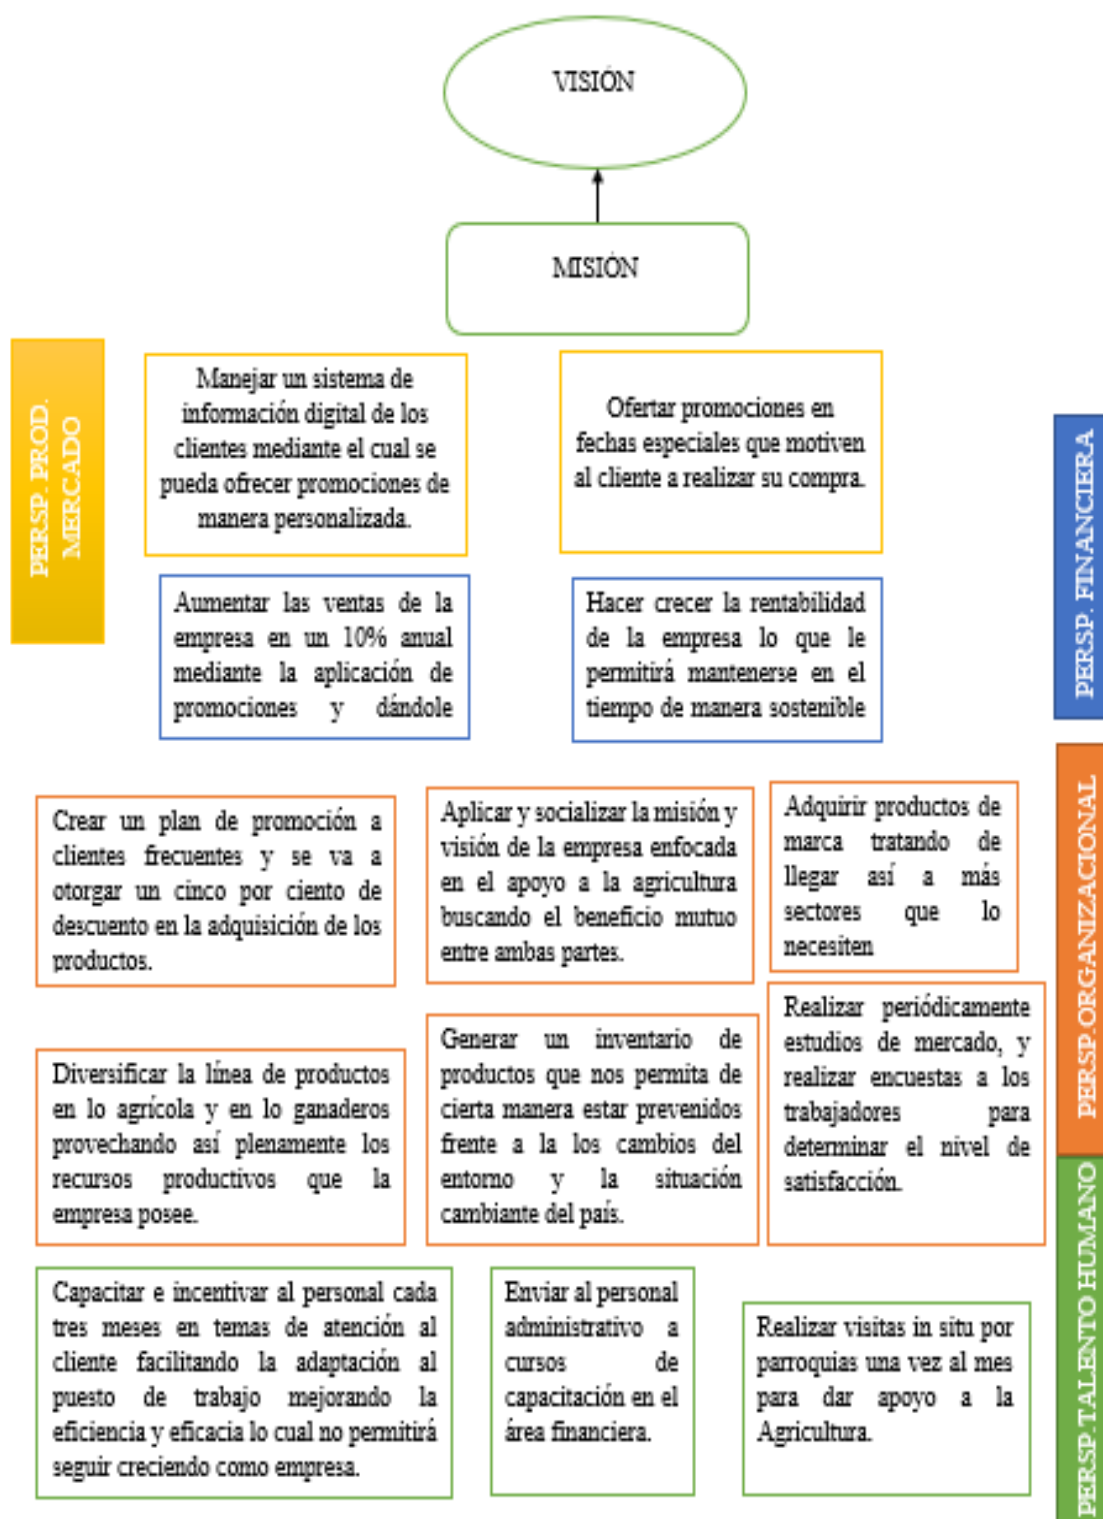 VISIÓN
MISIÓN
PERSP. PROD.
MERCADO
Manejar un sistema de
información digital de los
clientes mediante el cual se
pueda ofrecer promociones de
manera personalizada.
Ofertar promociones en
fechas especiales que motiven
al cliente a realizar su compra.
PERSP. FINANCIERA
Aumentar las ventas de la
empresa en un 10% anual
mediante la aplicación de
promociones y dándole
Hacer crecer la rentabilidad
de la empresa lo que le
permitirá mantenerse en el
tiempo de manera sostenible
PERSP.ORGANIZACIONAL
Crear un plan de promoción a
clientes frecuentes y se va a
otorgar un cinco por ciento de
descuento en la adquisición de los
productos.
Aplicar y socializar la misión y
visión de la empresa enfocada
en el apoyo a la agricultura
buscando el beneficio mutuo
entre ambas partes.
Adquirir productos de
marca tratando de
llegar así a más
sectores que lo
necesiten
Diversificar la línea de productos
en lo agrícola y en lo ganaderos
provechando así plenamente los
recursos productivos que la
empresa posee.
Generar un inventario de
productos que nos permita de
cierta manera estar prevenidos
frente a la los cambios del
entorno y la situación
cambiante del país.
Realizar periódicamente
estudios de mercado, y
realizar encuestas a los
trabajadores para
determinar el nivel de
satisfacción.
PERSP.TALENTO HUMANO
Capacitar e incentivar al personal cada
tres meses en temas de atención al
cliente facilitando la adaptación al
puesto de trabajo mejorando la
eficiencia y eficacia lo cual no permitirá
seguir creciendo como empresa.
Enviar al personal
administrativo a
cursos de
capacitación en el
área financiera.
Realizar visitas in situ por
parroquias una vez al mes
para dar apoyo a la
Agricultura.